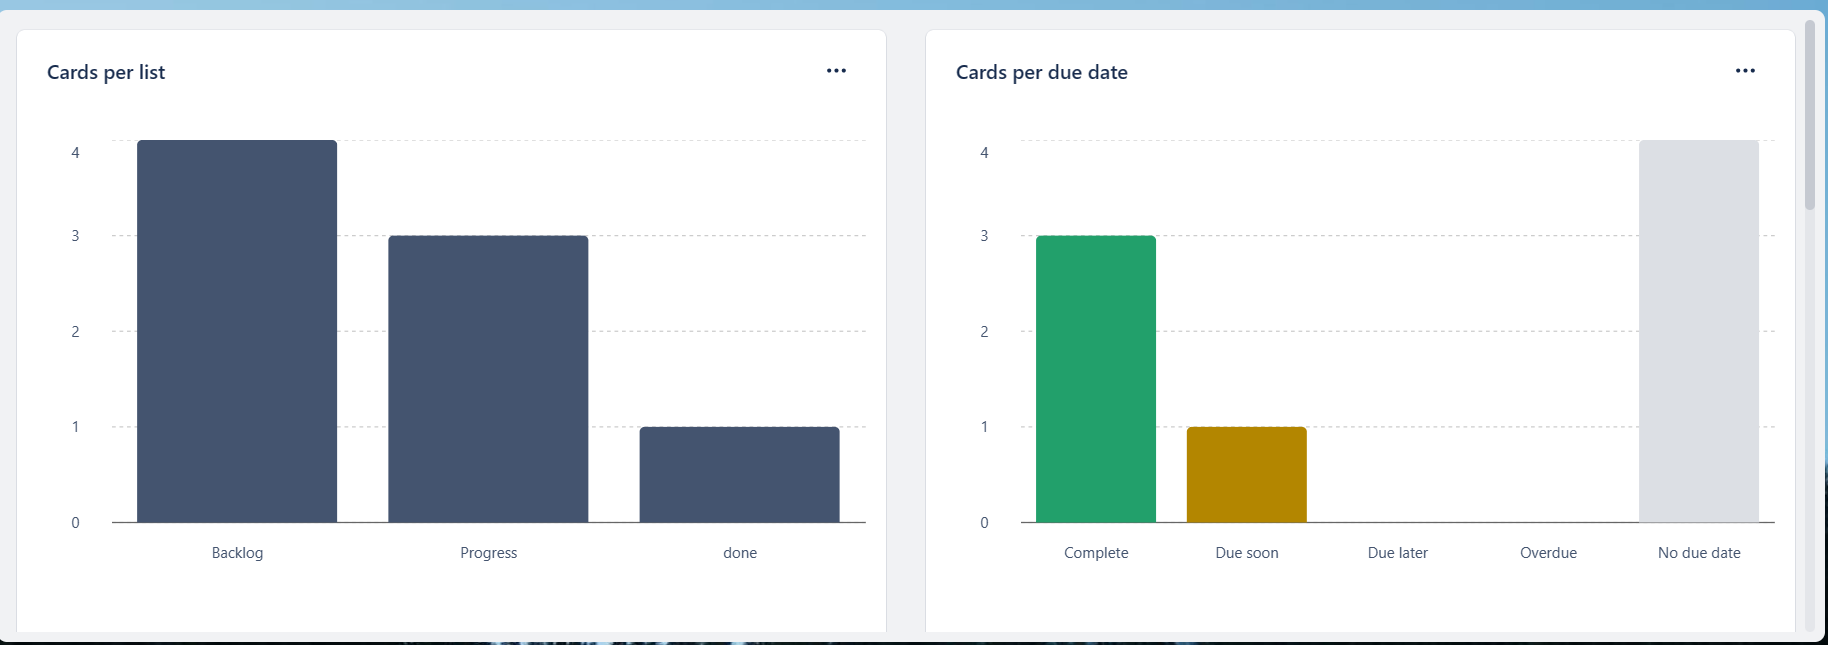 Cards per list
4
3
2
1
0
Backlog Progress done
Cards per due date
4
3
2
1
0
Complete Due soon Due later Overdue No due date